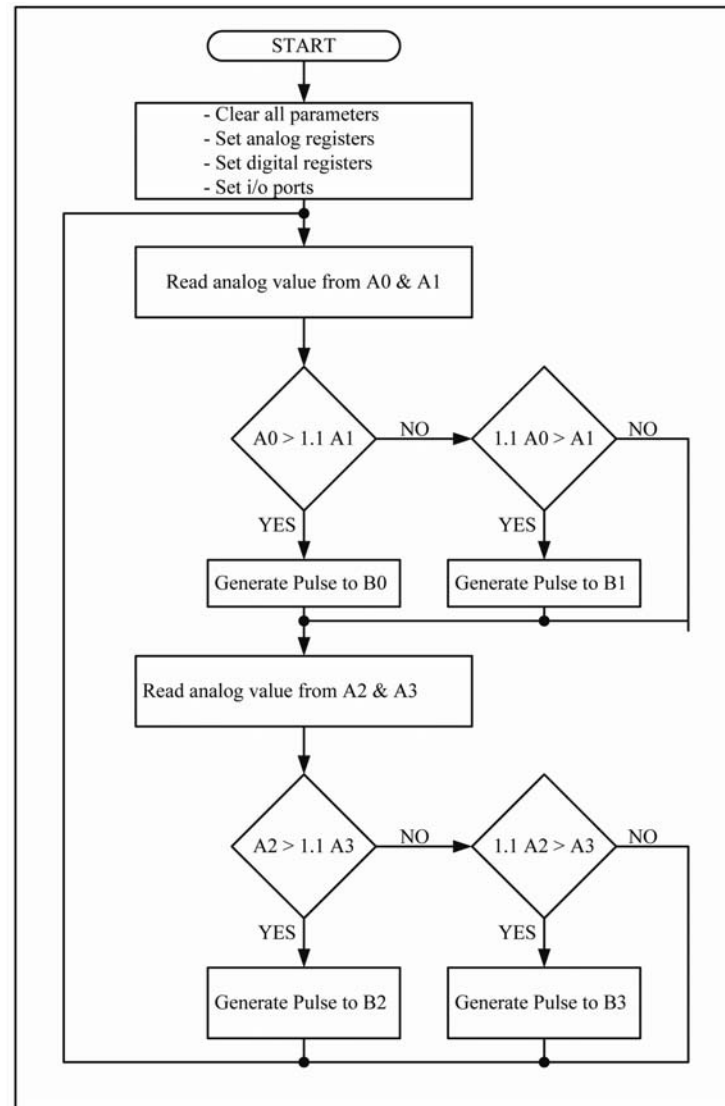 START
- Clear all parameters
- Set analog registers
- Set digital registers
- Set i/o ports
Read analog value from A0 & A1
A0 > 1.1 A1
NO
1.1 A0 > A1
NO
YES
YES
Generate Pulse to B0
Generate Pulse to B1
Read analog value from A2 & A3
A2 > 1.1 A3
NO
1.1 A2 > A3
NO
YES
YES
Generate Pulse to B2
Generate Pulse to B3